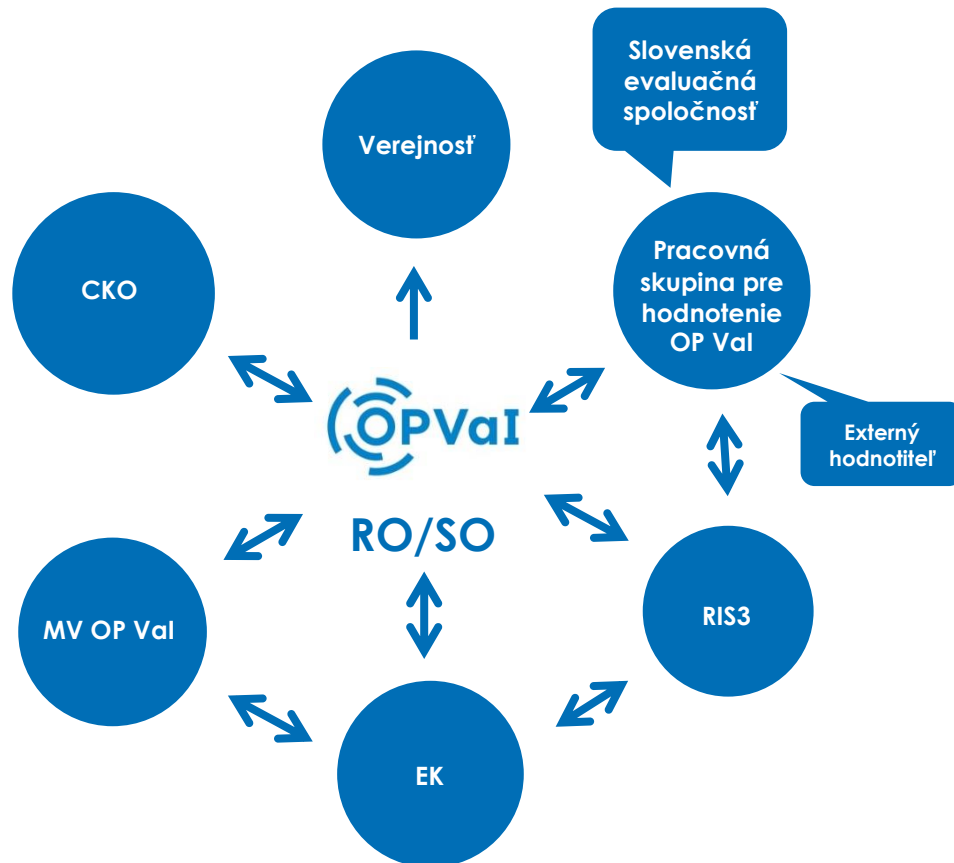 Slovenská
evaluačná
spoločnosť
Verejnosť
Pracovná
skupina pre
hodnotenie
OP VaI
CKO
OPVaI
Externý
hodnotiteľ
RO/SO
RIS3
MV OP VaI
EK